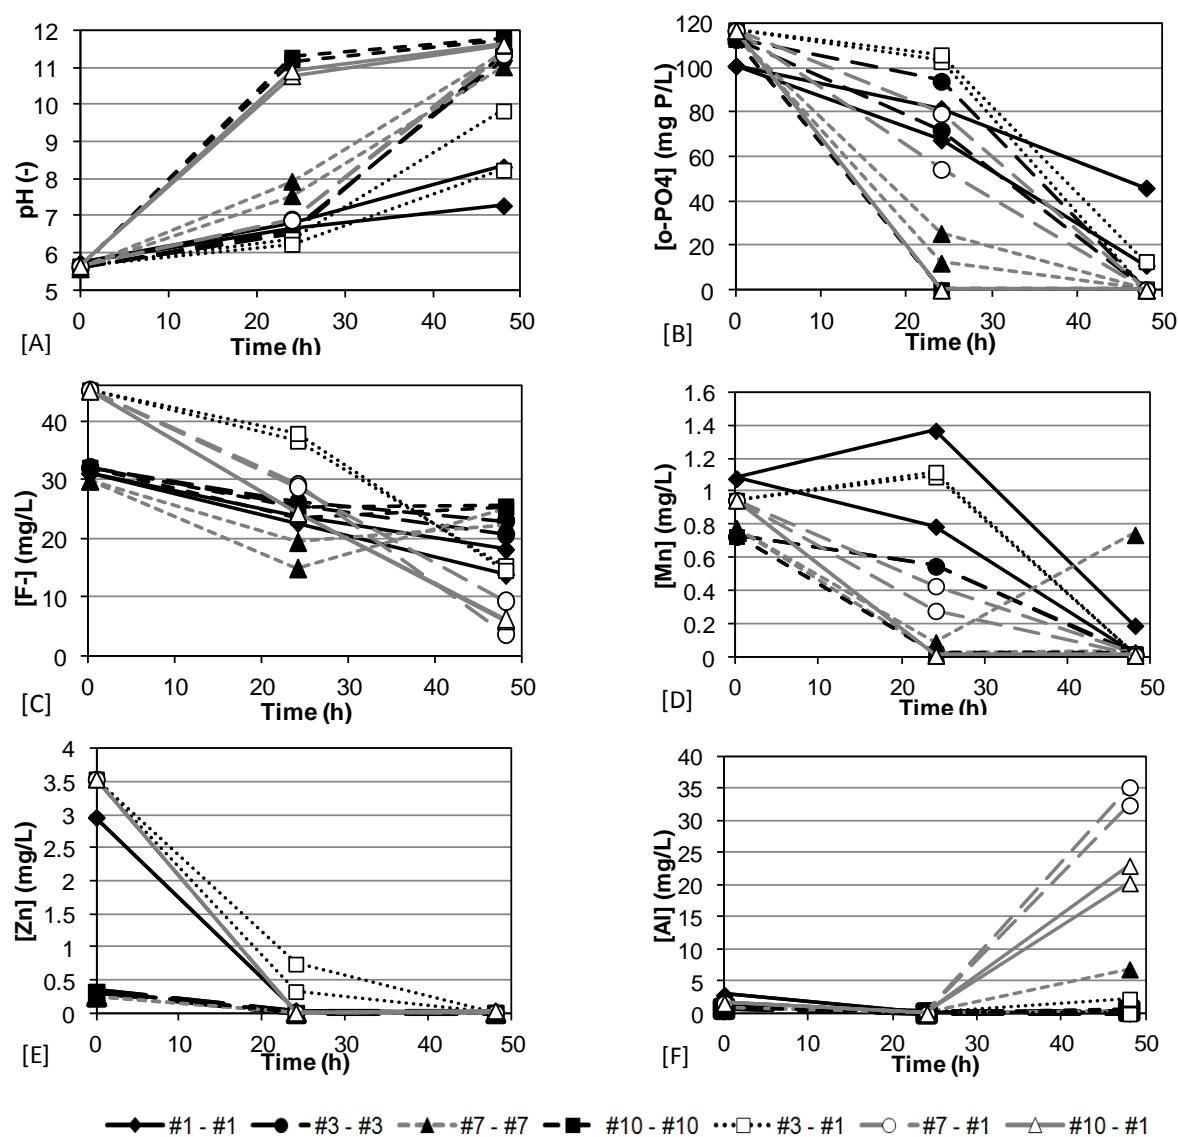 12
11
10
9
8
7
6
5
pH (-)
0 10 20 30 40 50
Time (h)
[A]
120
100
80
60
40
20
0
[o-PO4] (mg P/L)
0 10 20 30 40 50
Time (h)
[B]
40
30
20
10
0
[F-] (mg/L)
0 10 20 30 40 50
Time (h)
[C]
1.6
1.4
1.2
1
0.8
0.6
0.4
0.2
0
[Mn] (mg/L)
0 10 20 30 40 50
Time (h)
[D]
4
3.5
3
2.5
2
1.5
1
0.5
0
[Zn] (mg/L)
0 10 20 30 40 50
Time (h)
[E]
40
35
30
25
20
15
10
5
0
[Al] (mg/L)
0 10 20 30 40 50
Time (h)
[F]
#1 - #1 #3 - #3 #7 - #7 #10 - #10 #3 - #1 #7 - #1 #10 - #1